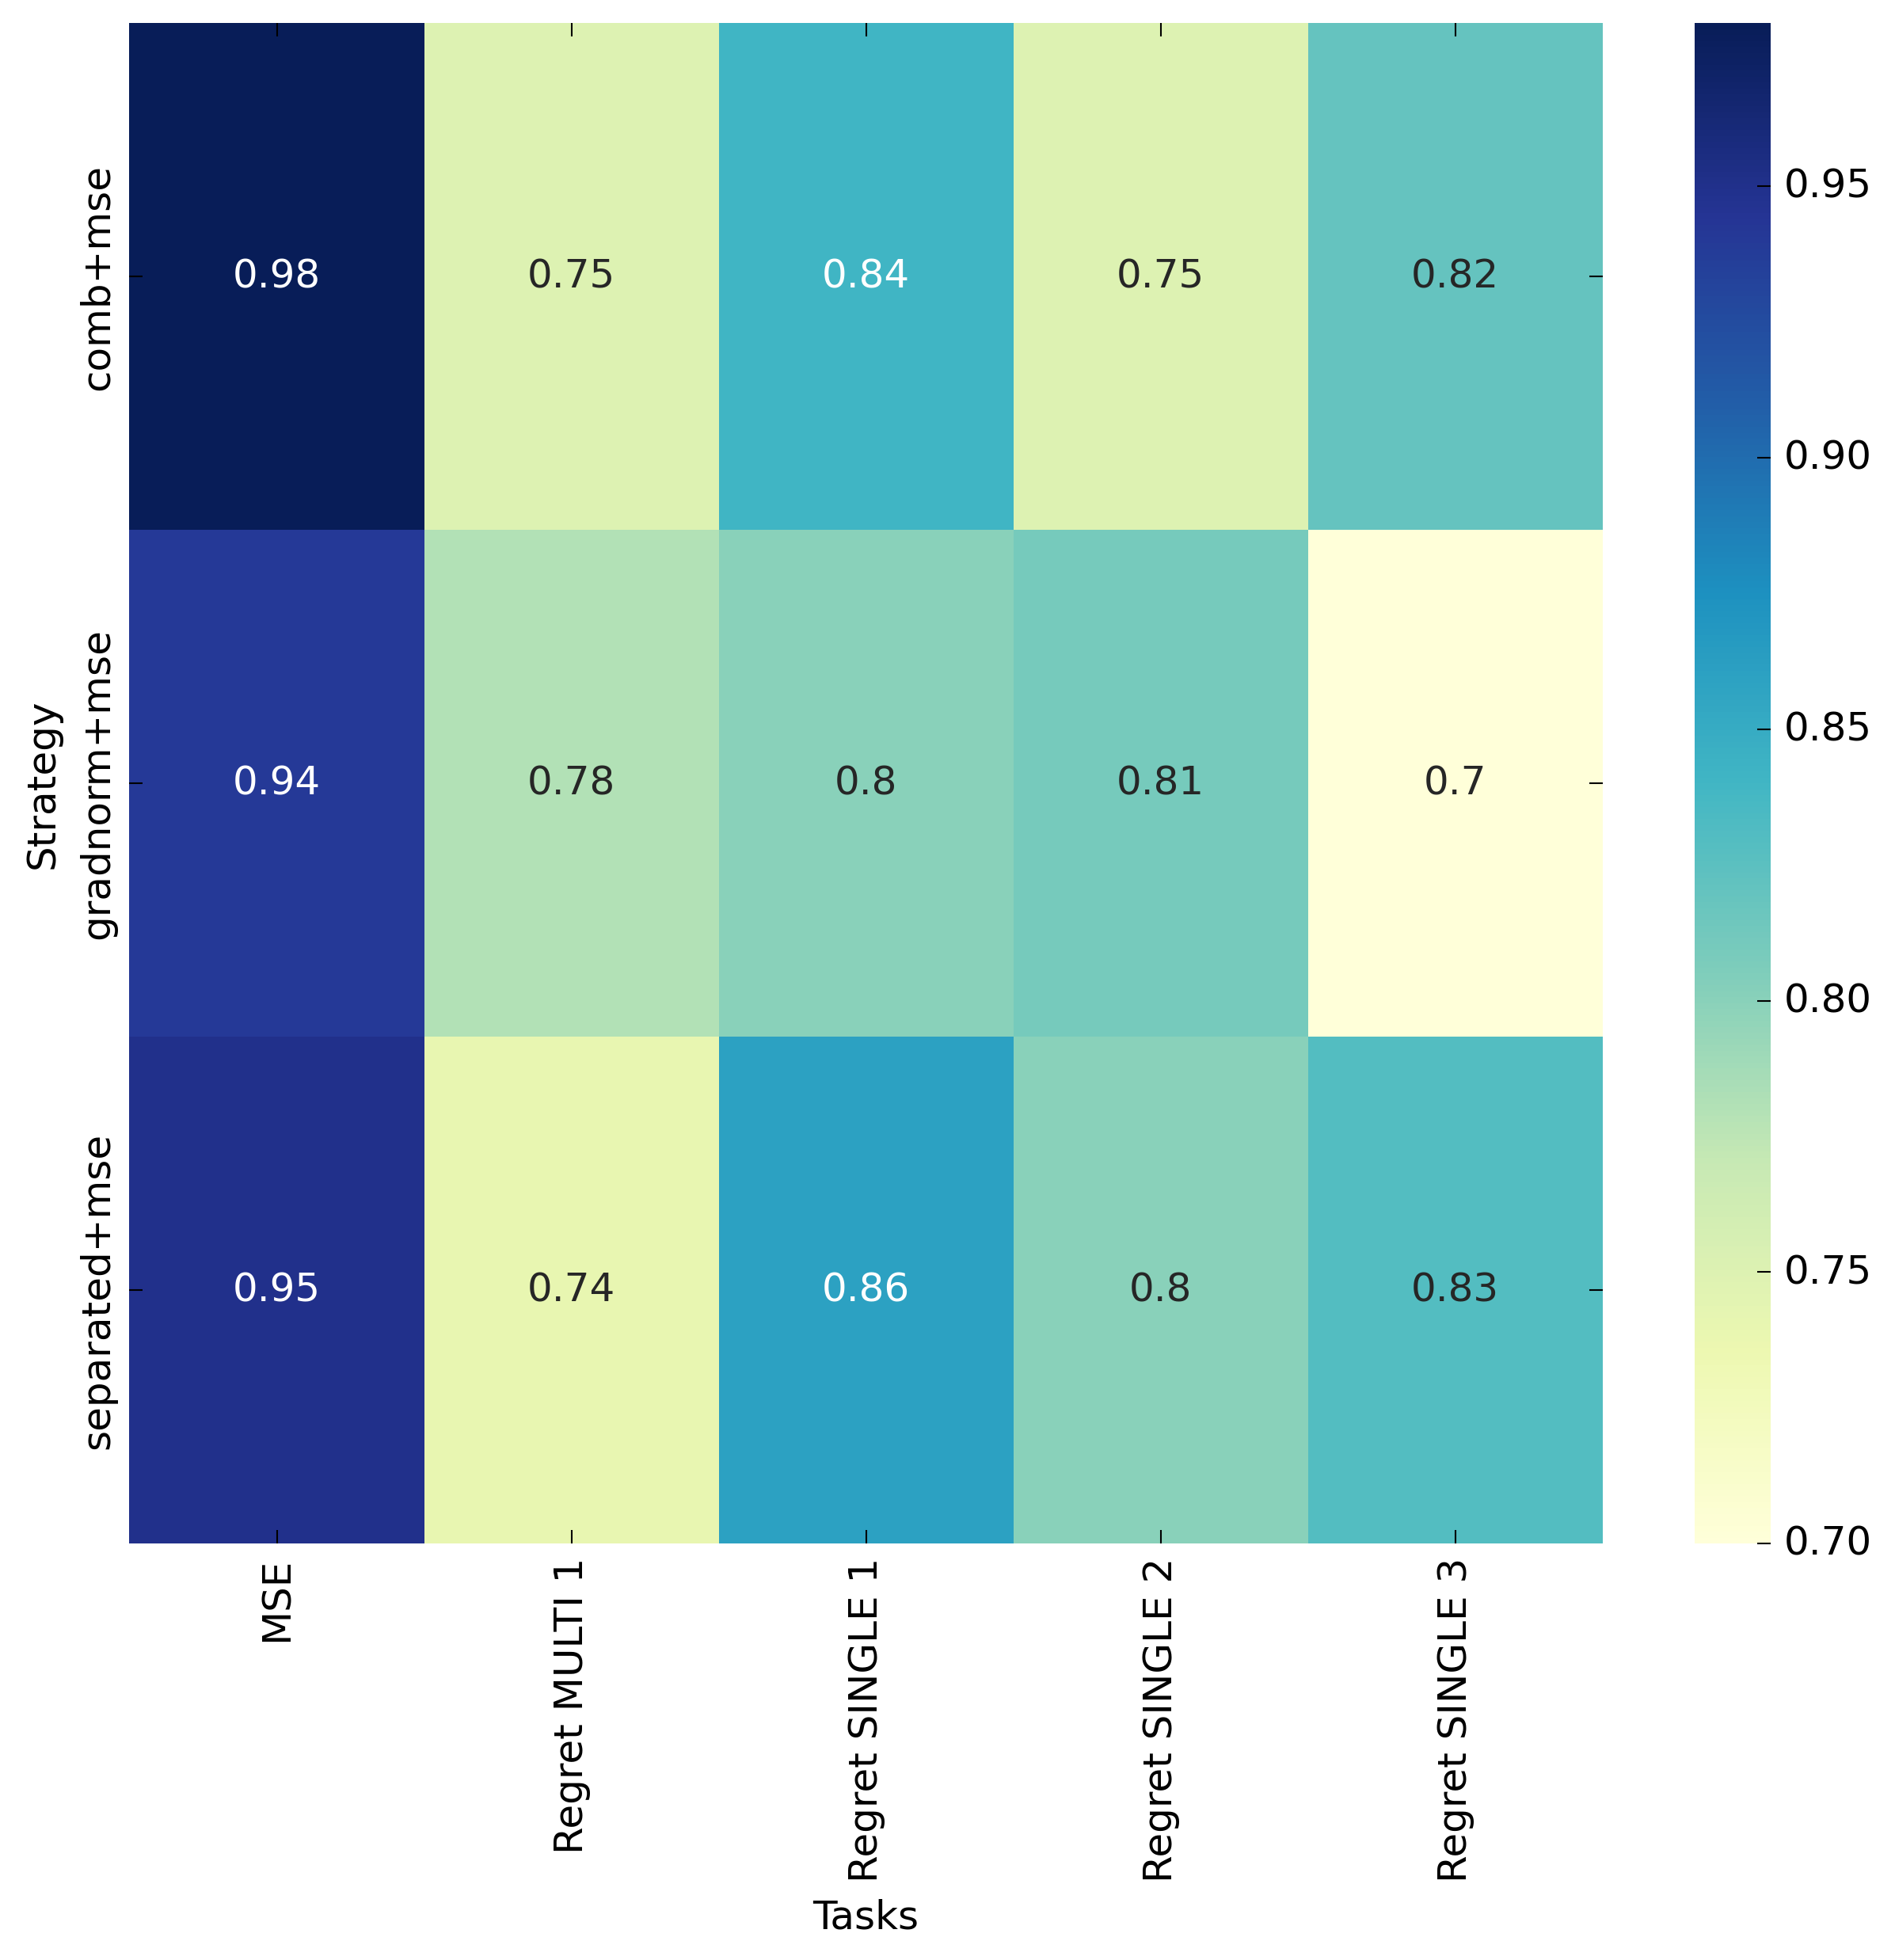 Strategy
comb+mse
0.98 0.75 0.84 0.75 0.82
gradnorm+mse
0.94 0.78 0.8 0.81 0.7
separated+mse
0.95 0.74 0.86 0.8 0.83
MSE
Regret MULTI 1
Regret SINGLE 1
Regret SINGLE 2
Regret SINGLE 3
Tasks
0.95
0.90
0.85
0.80
0.75
0.70